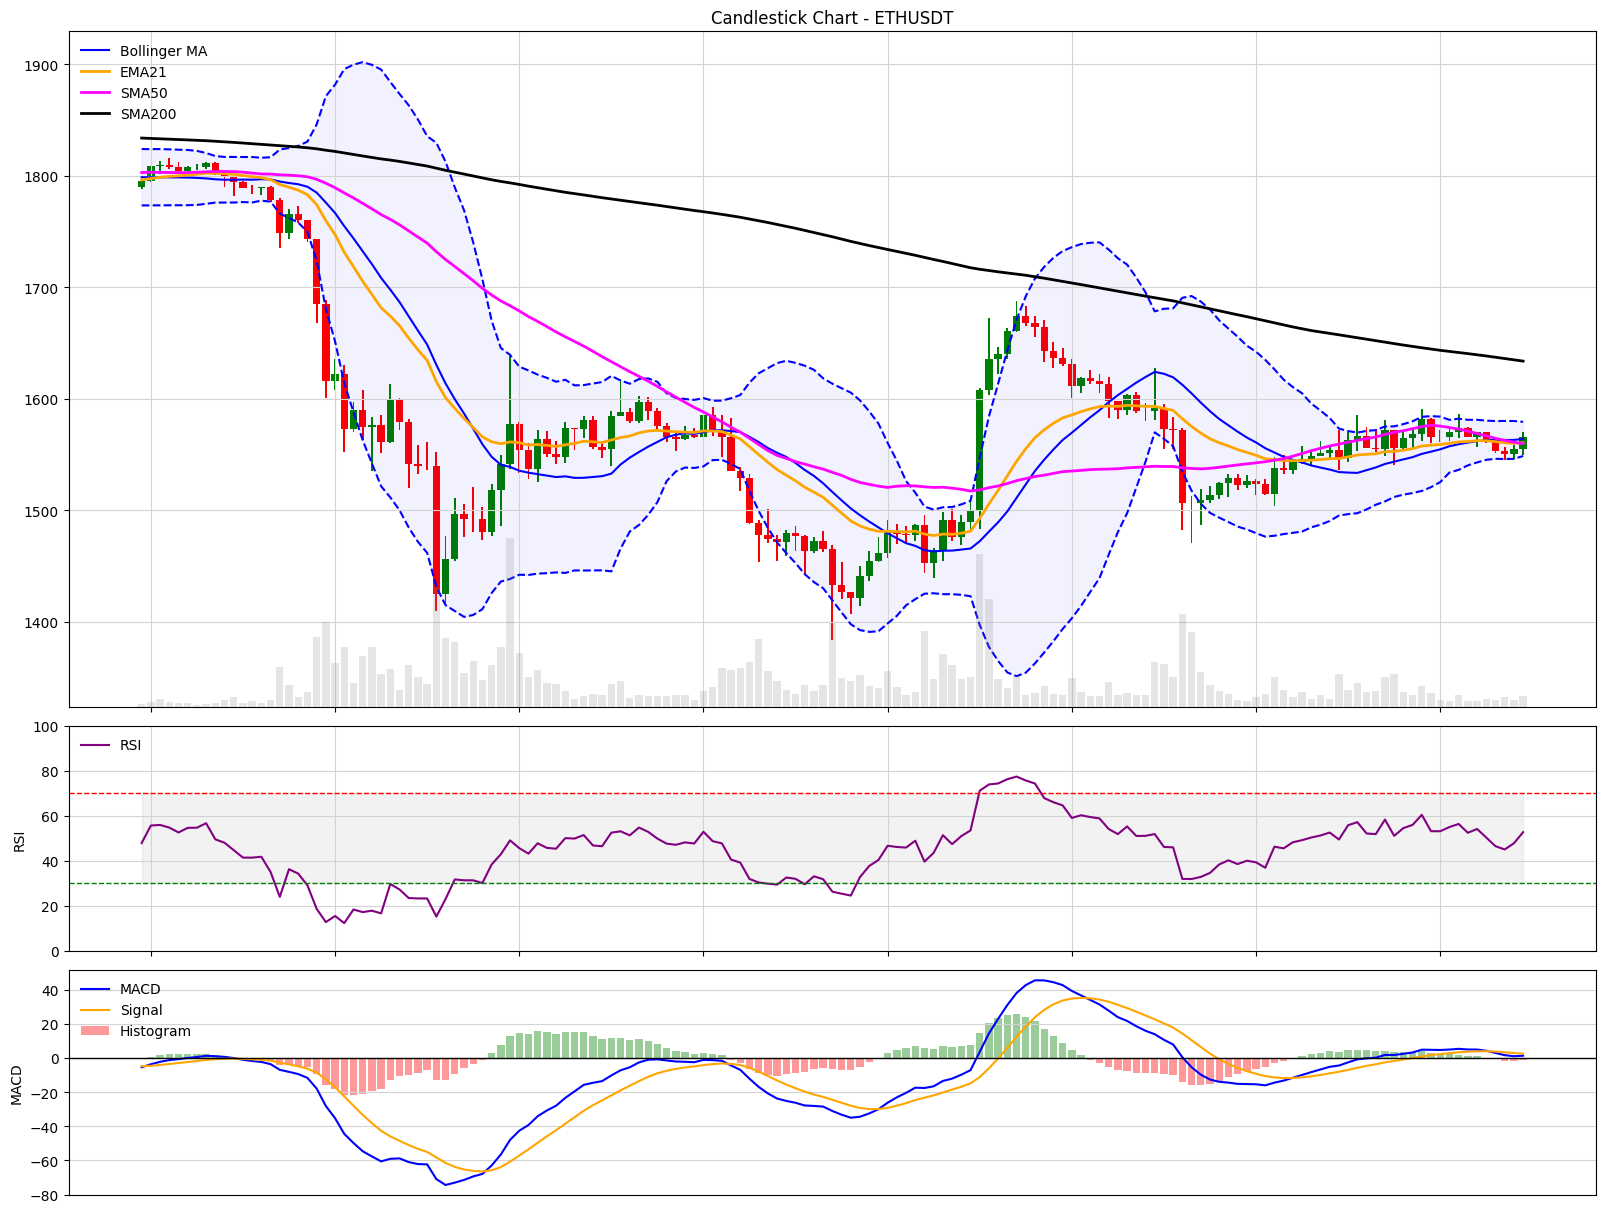 Candlestick Chart - ETHUSDT
Bollinger MA
EMA21
SMA50
SMA200
1900
1800
1700
1600
1500
1400
RSI
100
80
60
40
20
0
RSI
MACD
Signal
Histogram
40
20
0
−20
−40
−60
−80
MACD